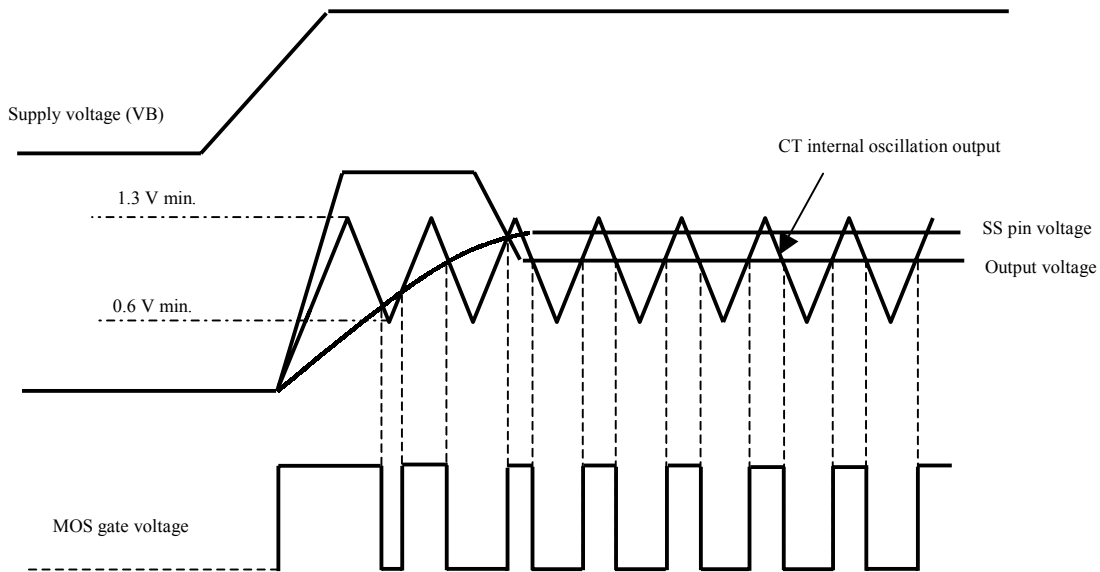 Supply voltage (VB)
CT internal oscillation output
1.3 V min.
SS pin voltage
Output voltage
0.6 V min.
MOS gate voltage